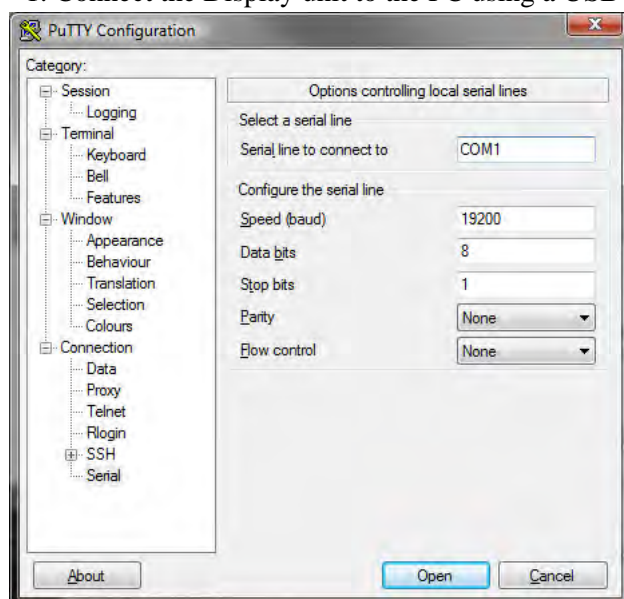 1. Connect the Display unit to the PC using a USB
PuTTY Configuration
Category:
Session
Logging
Terminal
Keyboard
Bell
Features
Window
Appearance
Behaviour
Translation
Selection
Colours
Connection
Data
Proxy
Telnet
Rlogin
SSH
Serial
Options controlling local serial lines
Select a serial line
Serial line to connect to COM1
Configure the serial line
Speed (baud) 19200
Data bits 8
Stop bits 1
Parity None
Flow control None
About Open Cancel